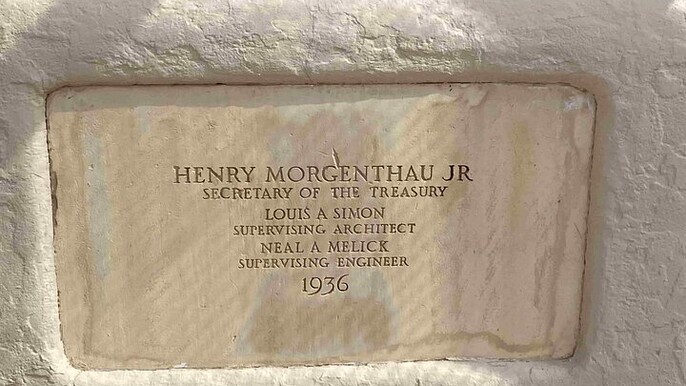 HENRY MORGENTHAU JR
SECRETARY OF THE TREASURY
LOUIS A SIMON
SUPERVISING ARCHITECT
NEAL A MELICK
SUPERVISING ENGINEER
1936